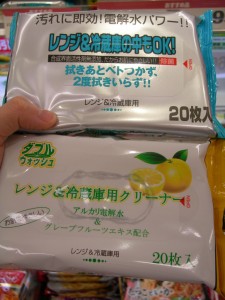 汚れに即効!電解水パワー!!
レンジ&冷蔵庫の中もOK!
拭きあとベトつかず、
2度拭きいらず!!
レンジ&冷蔵庫用
20枚入
ダブル
ウォッシュ
レンジ&冷蔵庫用クリーナー
アルカリ電解水
&
グレープフルーツエキス配合
レンジ&冷蔵庫用
20枚入